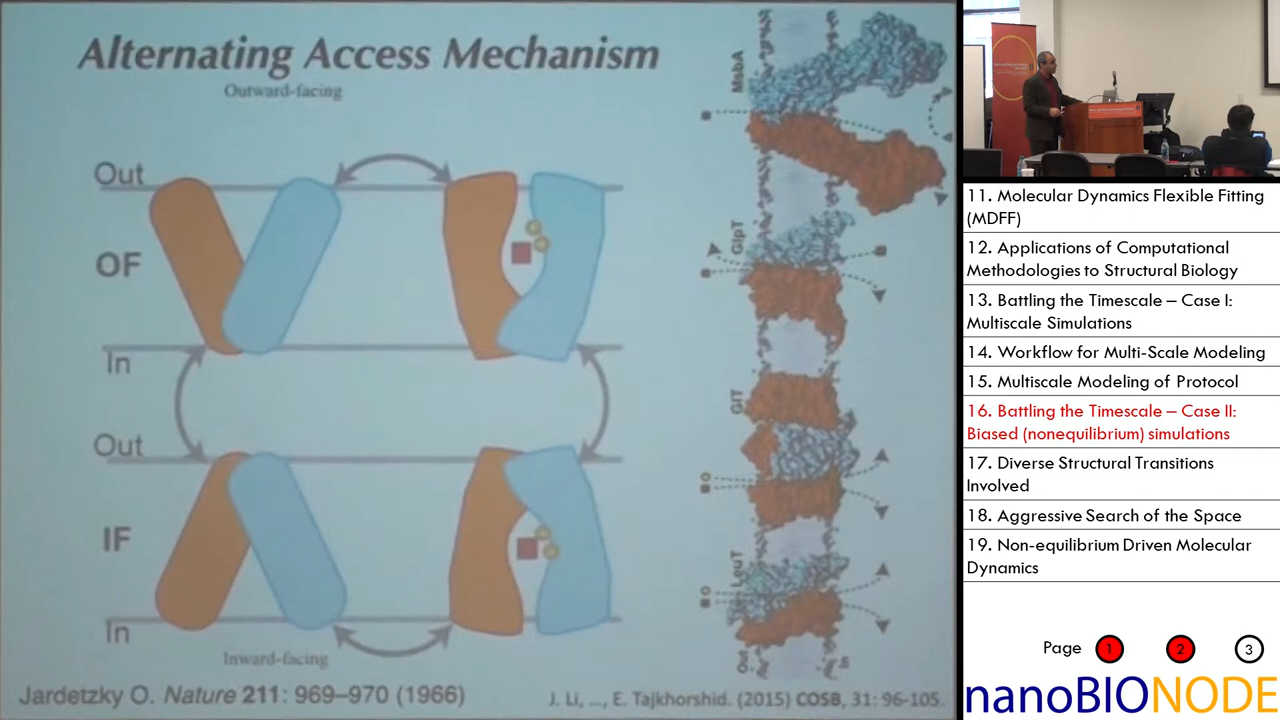 Alternating Access Mechanism
Outward-facing
Out
OF
In
Out
IF
In
Inward-facing
MsbA
GlpT
GlT
LeuT
Out
Jardetzky O. Nature 211: 969–970 (1966)
J. Li, ..., E. Tajkhorshid. (2015) COSB, 31: 96-105.
11. Molecular Dynamics Flexible Fitting
(MDFF)
12. Applications of Computational
Methodologies to Structural Biology
13. Battling the Timescale – Case I:
Multiscale Simulations
14. Workflow for Multi-Scale Modeling
15. Multiscale Modeling of Protocol
16. Battling the Timescale – Case II:
Biased (nonequilibrium) simulations
17. Diverse Structural Transitions
Involved
18. Aggressive Search of the Space
19. Non-equilibrium Driven Molecular
Dynamics
Page 1 2 3
nanoBIONODE